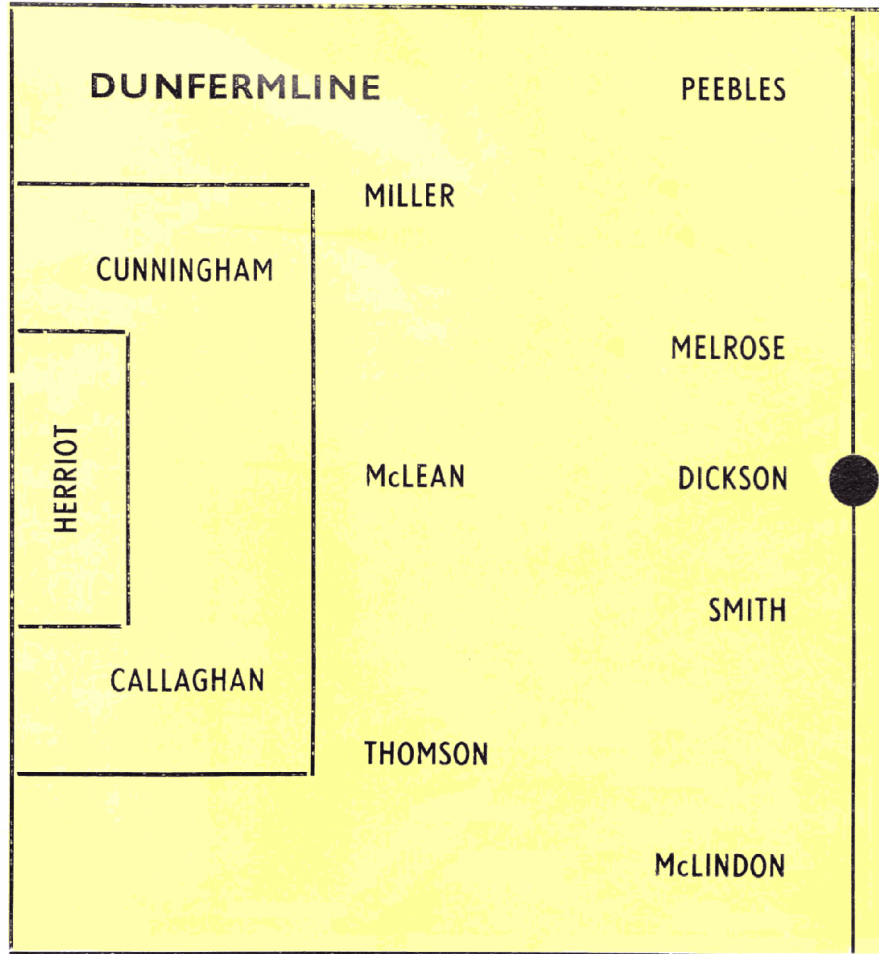 DUNFERMLINE
PEEBLES
MILLER
CUNNINGHAM
MELROSE
HERRIOT
McLEAN
DICKSON
SMITH
CALLAGHAN
THOMSON
McLINDON